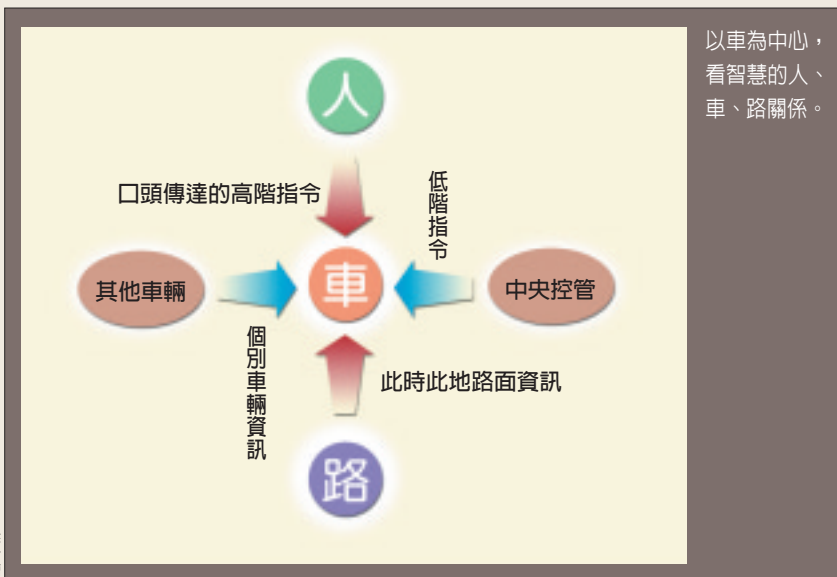 以車為中心，
看智慧的人、
車、路關係。
人
口頭傳達的高階指令
低階指令
其他車輛
車
中央控管
個別車輛資訊
此時此地路面資訊
路